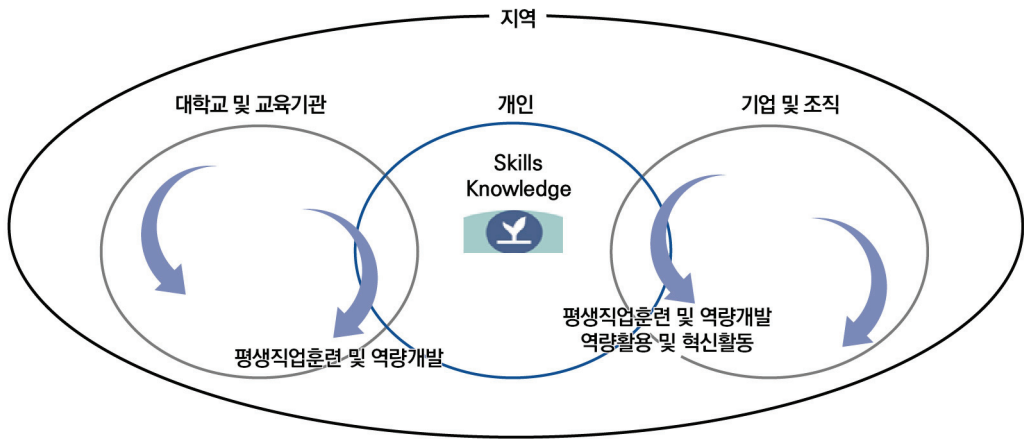 지역
대학교 및 교육기관
개인
기업 및 조직
Skills
Knowledge
평생직업훈련 및 역량개발
역량활용 및 혁신활동
평생직업훈련 및 역량개발